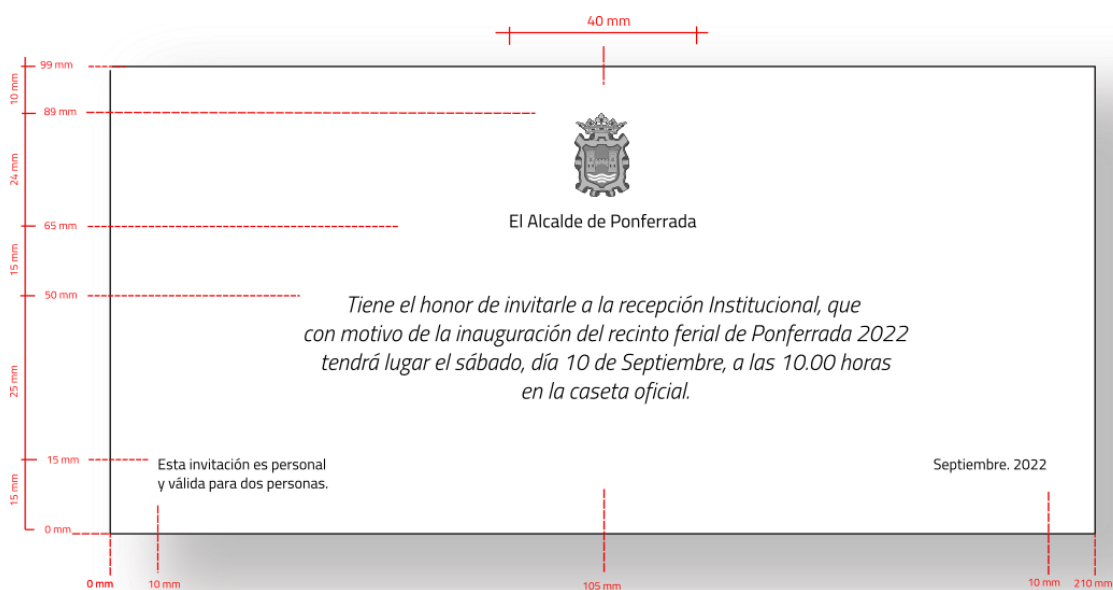 40 mm
99 mm
10 mm
89 mm
24 mm
El Alcalde de Ponferrada
65 mm
15 mm
50 mm
Tiene el honor de invitarle a la recepción Institucional, que
con motivo de la inauguración del recinto ferial de Ponferrada 2022
tendrá lugar el sábado, día 10 de Septiembre, a las 10.00 horas
en la caseta oficial.
25 mm
15 mm
Esta invitación es personal
y válida para dos personas.
Septiembre. 2022
15 mm
0 mm
0 mm
10 mm
105 mm
10 mm
210 mm